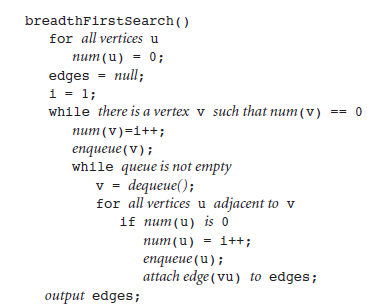 breadthFirstSearch()
for all vertices u
num(u) = 0;
edges = null;
i = 1;
while there is a vertex v such that num(v) == 0
num(v)=i++;
enqueue(v);
while queue is not empty
v = dequeue();
for all vertices u adjacent to v
if num(u) is 0
num(u) = i++;
enqueue(u);
attach edge(vu) to edges;
output edges;